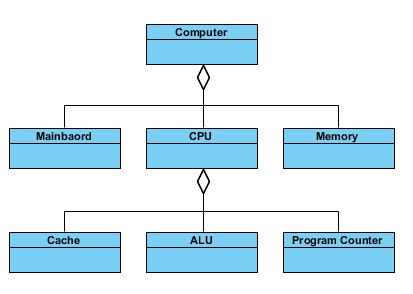 Computer
Mainbaord
CPU
Memory
Cache
ALU
Program Counter